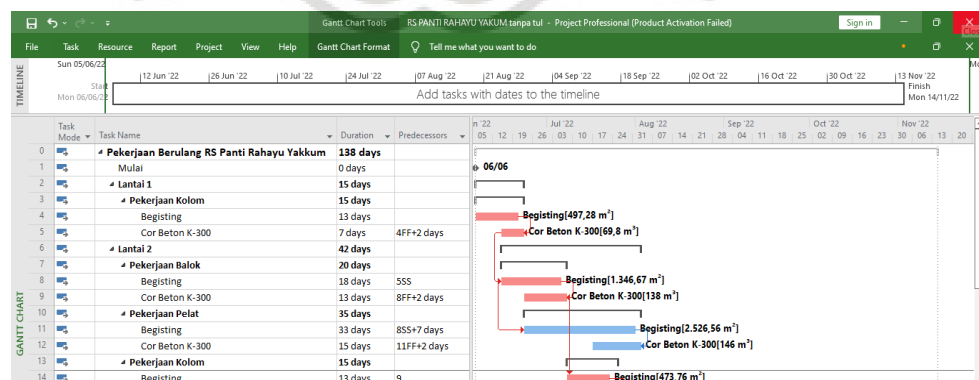 Gantt Chart Tools RS PANTI RAHAYU YAKUM tanpa tul - Project Professional (Product Activation Failed) Sign in
File Task Resource Report Project View Help Gantt Chart Format Tell me what you want to do
TIMELINE
Sun 05/06/22
12 Jun '22 26 Jun '22 10 Jul '22 24 Jul '22 07 Aug '22 21 Aug '22 04 Sep '22 18 Sep '22 02 Oct '22 16 Oct '22 30 Oct '22 13 Nov '22
Start
Mon 06/06/22
Add tasks with dates to the timeline
Finish
Mon 14/11/22
GANTT CHART
Task Mode Task Name Duration Predecessors
Jul '22 Aug '22 Sep '22 Oct '22 Nov '22
05 12 19 26 03 10 17 24 31 07 14 21 28 04 11 18 25 02 09 16 23 30 06 13 20
0 Pekerjaan Berulang RS Panti Rahayu Yakkum 138 days
1 Mulai 0 days 06/06
2 Lantai 1 15 days
3 Pekerjaan Kolom 15 days
4 Begisting 13 days Begisting[497,28 m²]
5 Cor Beton K-300 7 days 4FF+2 days Cor Beton K-300[69,8 m³]
6 Lantai 2 42 days
7 Pekerjaan Balok 20 days
8 Begisting 18 days 5SS Begisting[1.346,67 m²]
9 Cor Beton K-300 13 days 8FF+2 days Cor Beton K-300[138 m³]
10 Pekerjaan Pelat 35 days
11 Begisting 33 days 8SS+7 days Begisting[2.526,56 m²]
12 Cor Beton K-300 15 days 11FF+2 days Cor Beton K-300[146 m³]
13 Pekerjaan Kolom 15 days
14 Begisting 13 days 9 Begisting[473,76 m²]